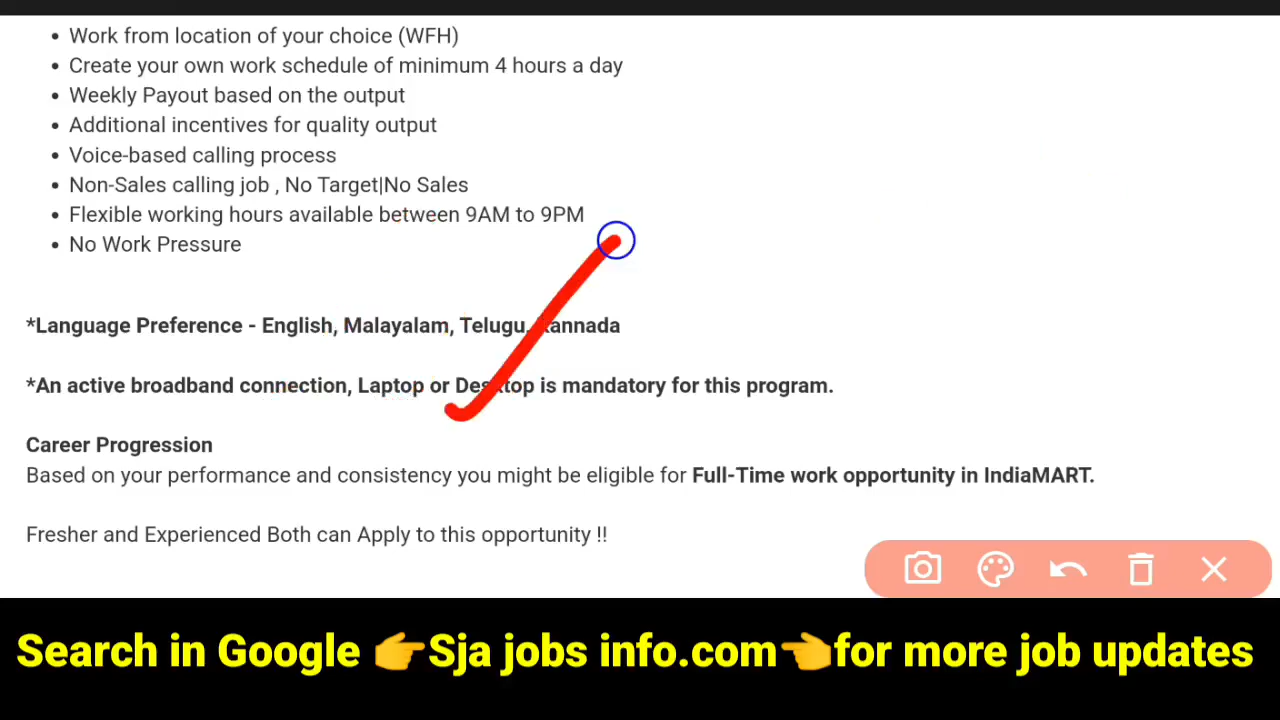 Work from location of your choice (WFH)
Create your own work schedule of minimum 4 hours a day
Weekly Payout based on the output
Additional incentives for quality output
Voice-based calling process
Non-Sales calling job , No Target|No Sales
Flexible working hours available between 9AM to 9PM
No Work Pressure
*Language Preference - English, Malayalam, Telugu, Kannada
*An active broadband connection, Laptop or Desktop is mandatory for this program.
Career Progression
Based on your performance and consistency you might be eligible for Full-Time work opportunity in IndiaMART.
Fresher and Experienced Both can Apply to this opportunity !!
Search in Google 👉Sja jobs info.com👈for more job updates